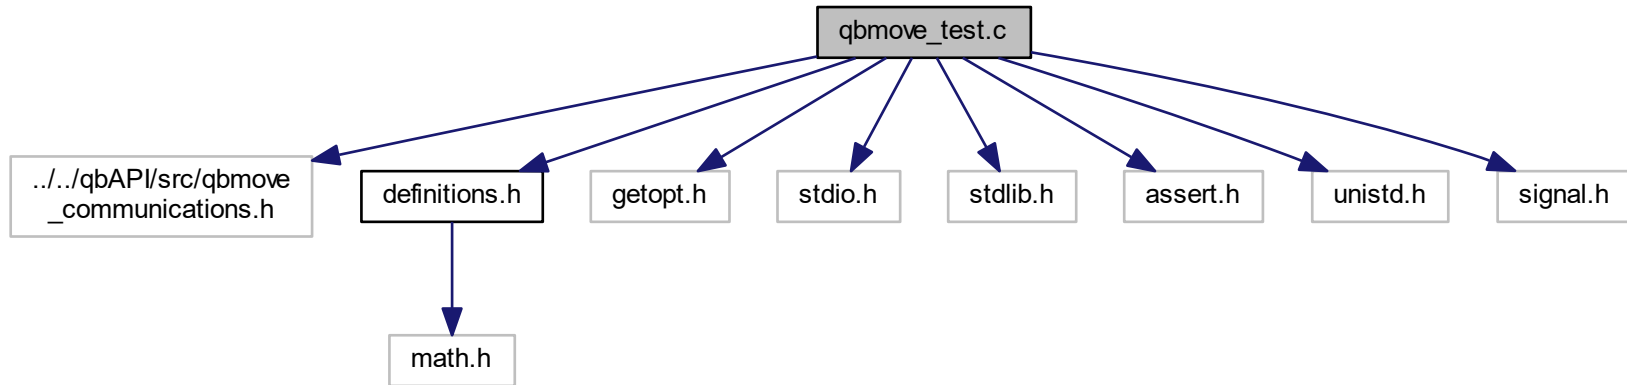 qbmove_test.c
../../qbAPI/src/qbmove
_communications.h
definitions.h
getopt.h
stdio.h
stdlib.h
assert.h
unistd.h
signal.h
math.h